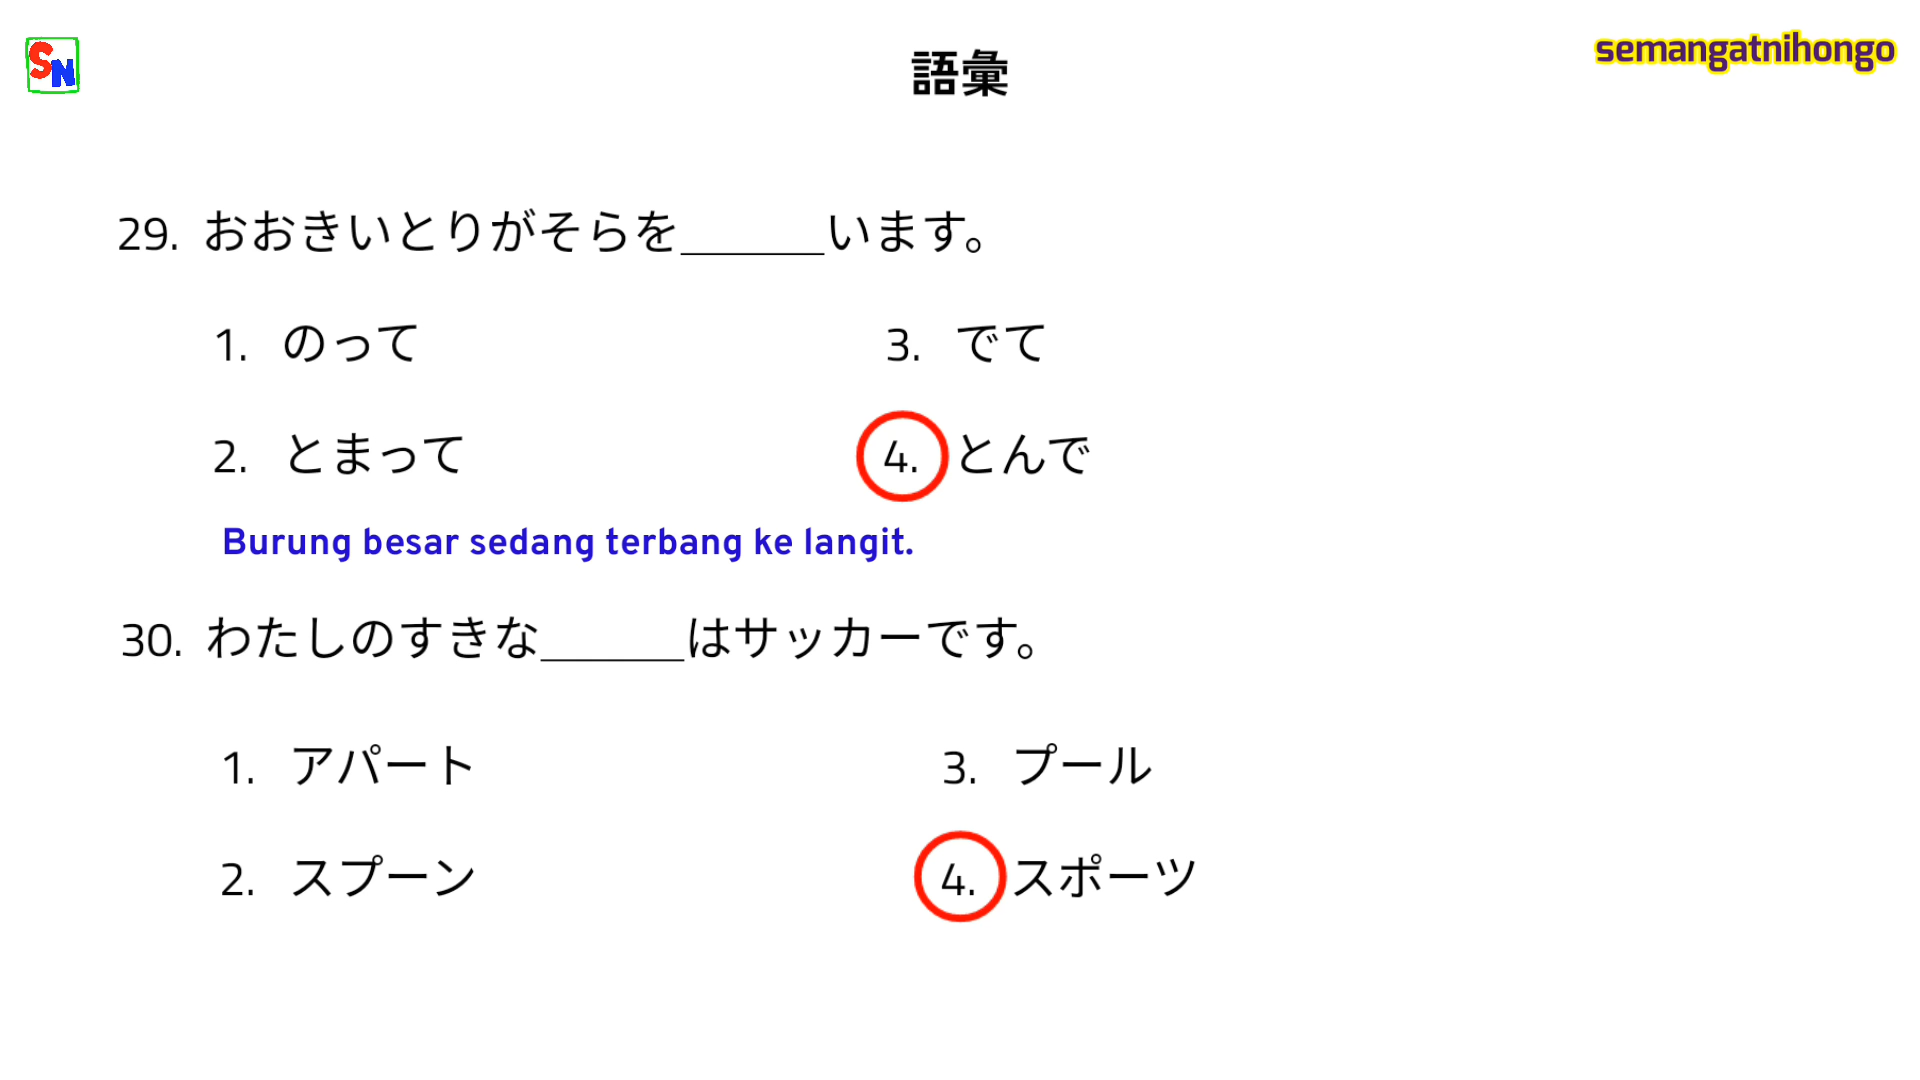 SN
語彙
semangatnihongo
29. おおきいとりがそらを______います。
1. のって
3. でて
2. とまって
4. とんで
Burung besar sedang terbang ke langit.
30. わたしのすきな______はサッカーです。
1. アパート
3. プール
2. スプーン
4. スポーツ